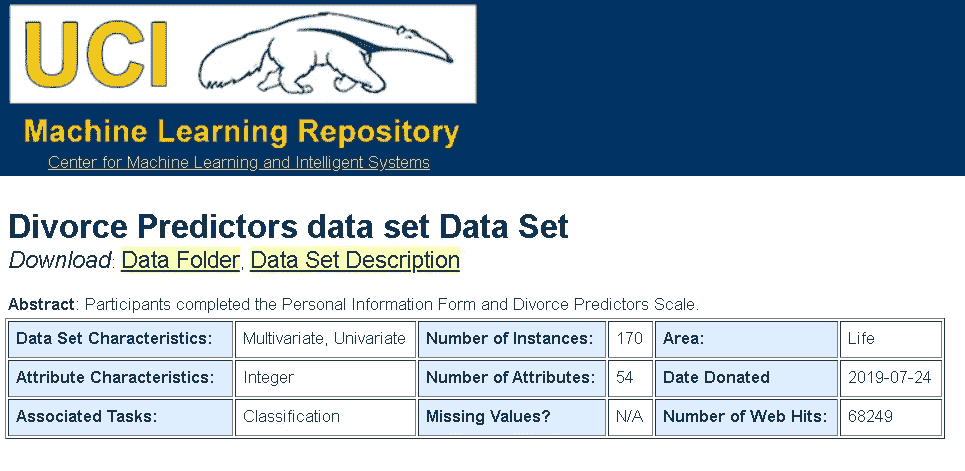 UCI
Machine Learning Repository
Center for Machine Learning and Intelligent Systems
Divorce Predictors data set Data Set
Download: Data Folder, Data Set Description
Abstract: Participants completed the Personal Information Form and Divorce Predictors Scale.
Data Set Characteristics: Multivariate, Univariate Number of Instances: 170 Area: Life
Attribute Characteristics: Integer Number of Attributes: 54 Date Donated 2019-07-24
Associated Tasks: Classification Missing Values? N/A Number of Web Hits: 68249